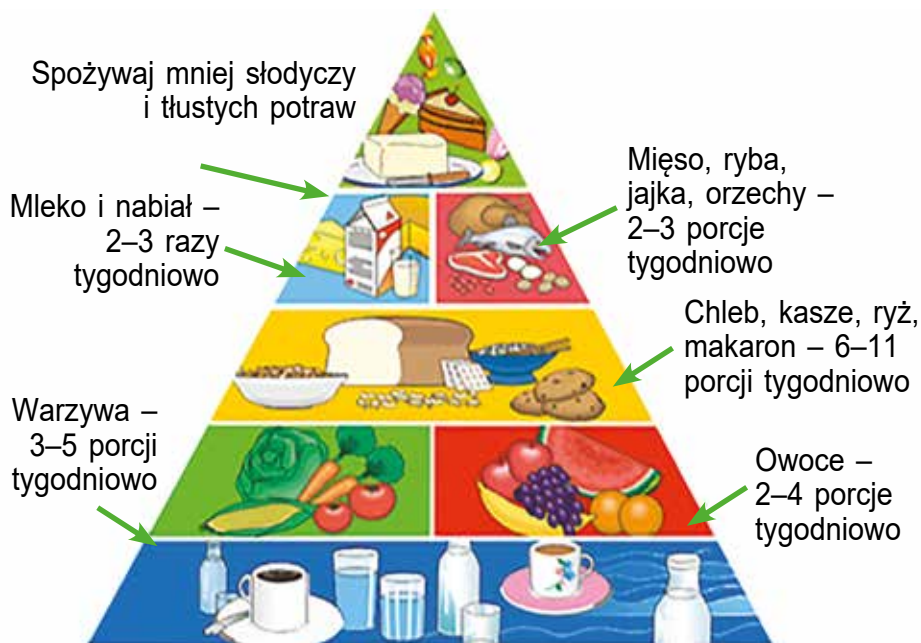 Spożywaj mniej słodyczy
i tłustych potraw
Mleko i nabiał –
2–3 razy
tygodniowo
Mięso, ryba,
jajka, orzechy –
2–3 porcje
tygodniowo
Chleb, kasze, ryż,
makaron – 6–11
porcji tygodniowo
Warzywa –
3–5 porcji
tygodniowo
Owoce –
2–4 porcje
tygodniowo